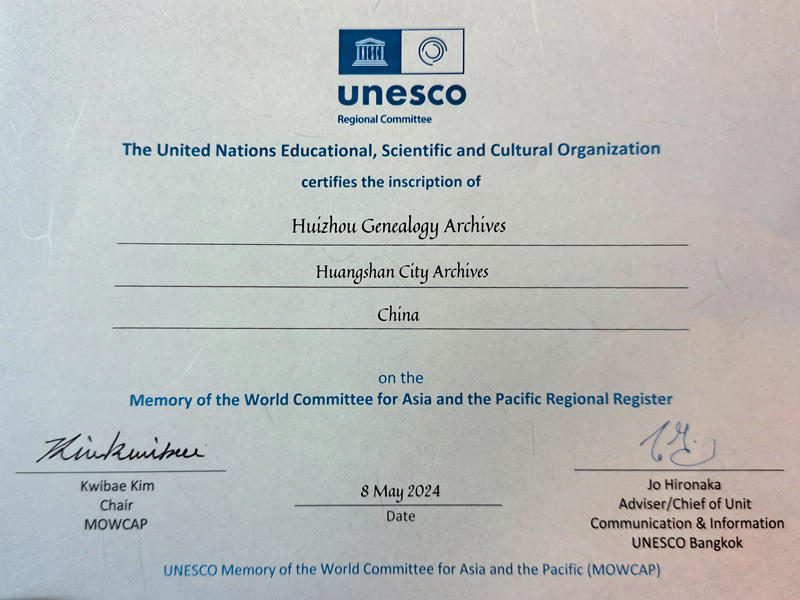 unesco
Regional Committee
The United Nations Educational, Scientific and Cultural Organization
certifies the inscription of
Huizhou Genealogy Archives
Huangshan City Archives
China
on the
Memory of the World Committee for Asia and the Pacific Regional Register
Kwibae Kim
Chair
MOWCAP
8 May 2024
Date
Jo Hironaka
Adviser/Chief of Unit
Communication & Information
UNESCO Bangkok
UNESCO Memory of the World Committee for Asia and the Pacific (MOWCAP)